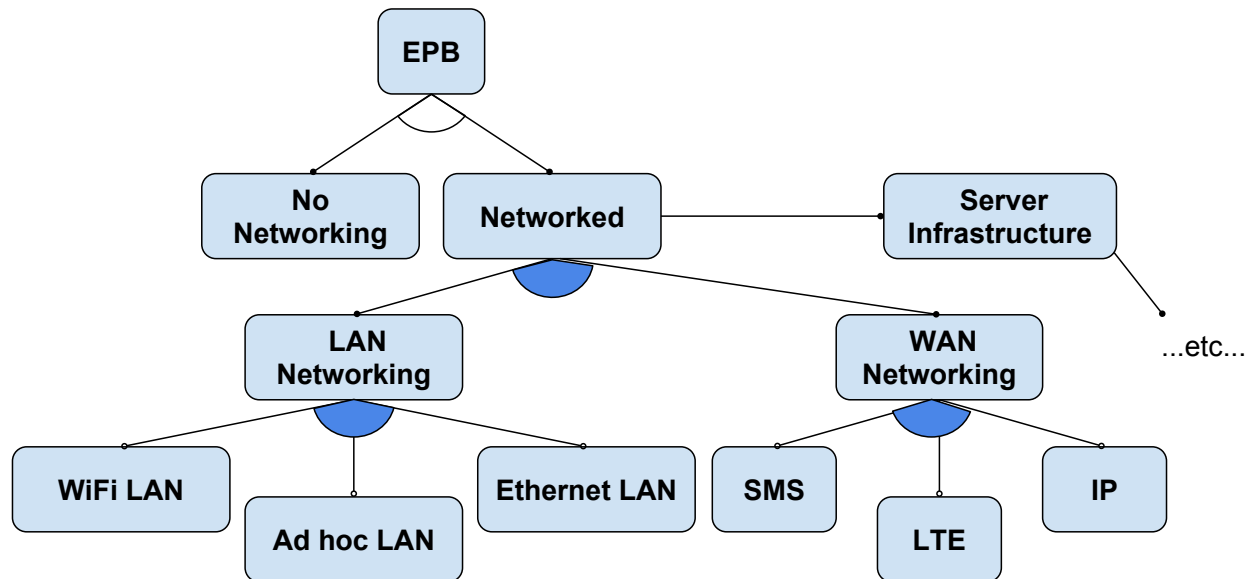 EPB
No
Networking
Networked
Server
Infrastructure
LAN
Networking
WAN
Networking
...etc...
WiFi LAN
Ad hoc LAN
Ethernet LAN
SMS
LTE
IP